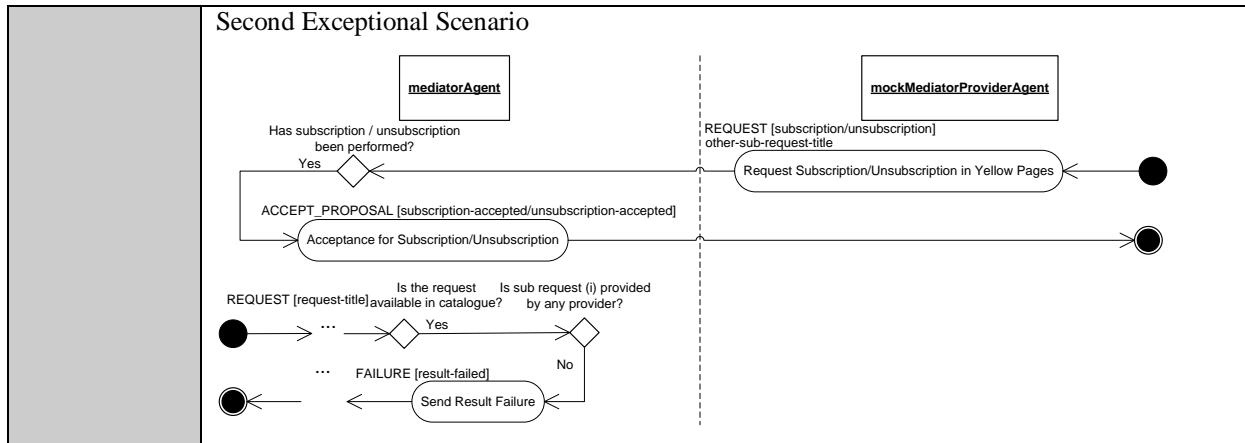 Second Exceptional Scenario
mediatorAgent
mockMediatorProviderAgent
Has subscription / unsubscription
been performed?
Yes
REQUEST [subscription/unsubscription]
other-sub-request-title
Request Subscription/Unsubscription in Yellow Pages
ACCEPT_PROPOSAL [subscription-accepted/unsubscription-accepted]
Acceptance for Subscription/Unsubscription
REQUEST [request-title]
Is the request
available in catalogue?
Is sub request (i) provided
by any provider?
...
Yes
No
...
FAILURE [result-failed]
Send Result Failure